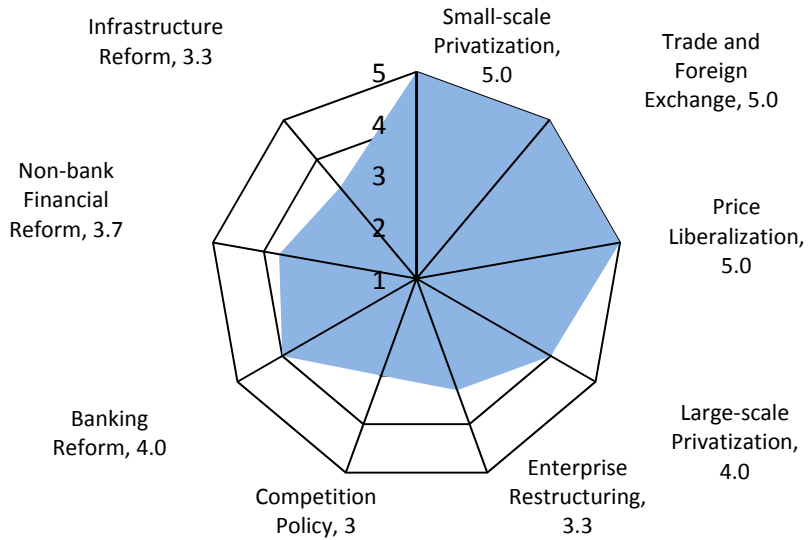 Small-scale
Privatization,
5.0
Trade and
Foreign
Exchange, 5.0
Price
Liberalization,
5.0
Large-scale
Privatization,
4.0
Enterprise
Restructuring,
3.3
Competition
Policy, 3
Banking
Reform, 4.0
Non-bank
Financial
Reform, 3.7
Infrastructure
Reform, 3.3
5
4
3
2
1